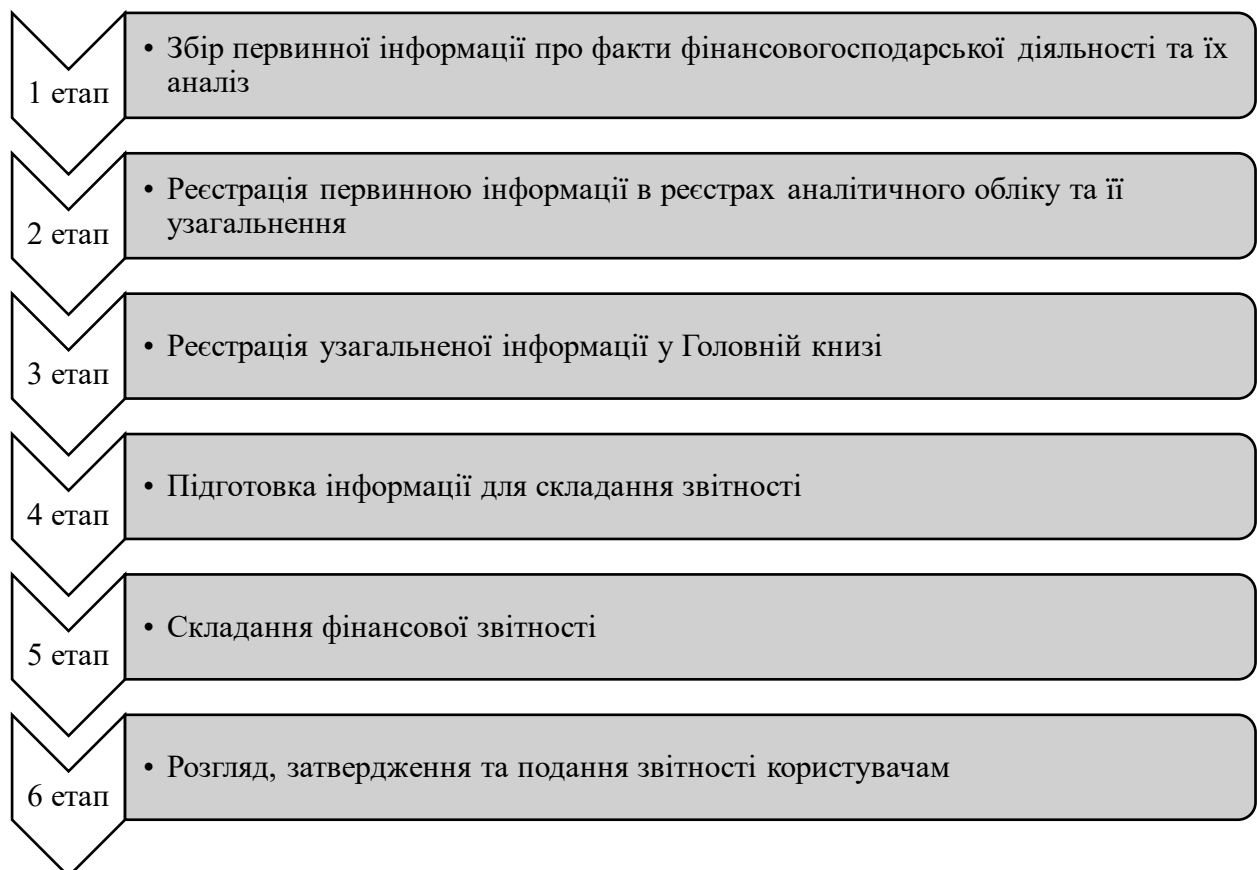 1 етап
• Збір первинної інформації про факти фінансовогосподарської діяльності та їх
аналіз
2 етап
• Реєстрація первинною інформації в реєстрах аналітичного обліку та її
узагальнення
3 етап
• Реєстрація узагальненої інформації у Головній книзі
4 етап
• Підготовка інформації для складання звітності
5 етап
• Складання фінансової звітності
6 етап
• Розгляд, затвердження та подання звітності користувачам